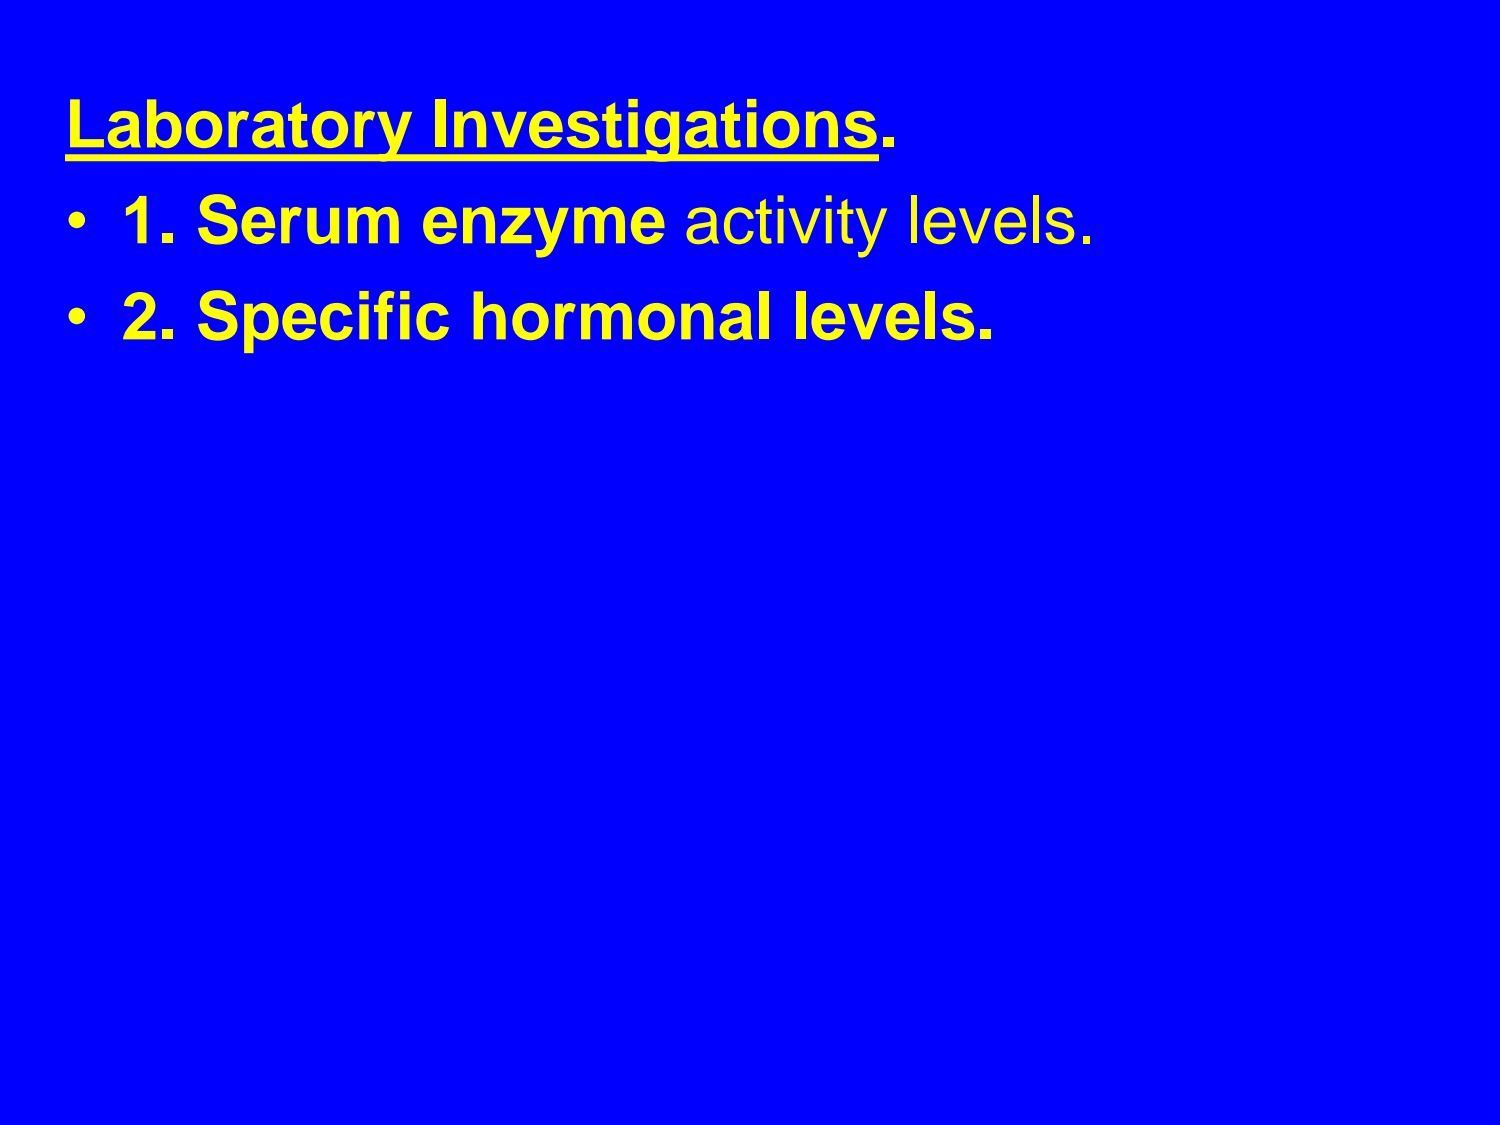 Laboratory Investigations.
• 1. Serum enzyme activity levels.
• 2. Specific hormonal levels.